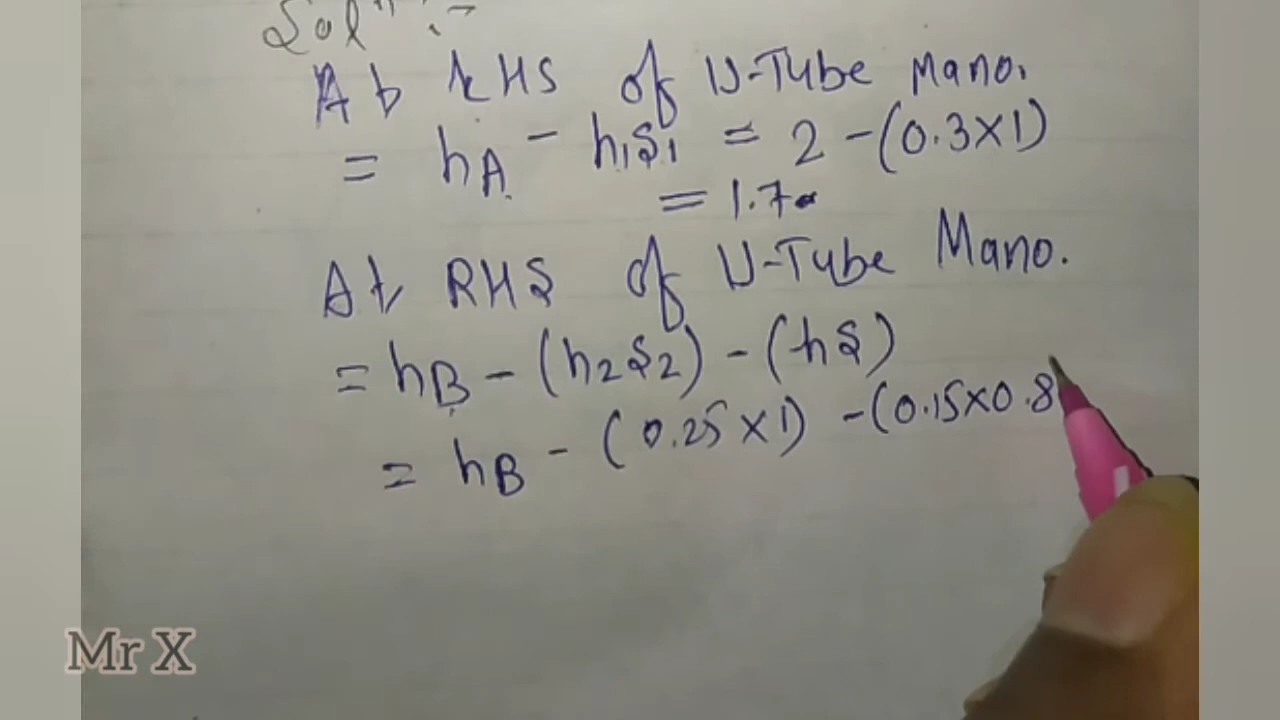 Solⁿ :-
At LHS of U-Tube Mano.
= hA - h1S1 = 2 - (0.3×1)
= 1.7
At RHS of U-Tube Mano.
= hB - (h2S2) - (hS)
= hB - (0.25×1) - (0.15×0.8
Mr X